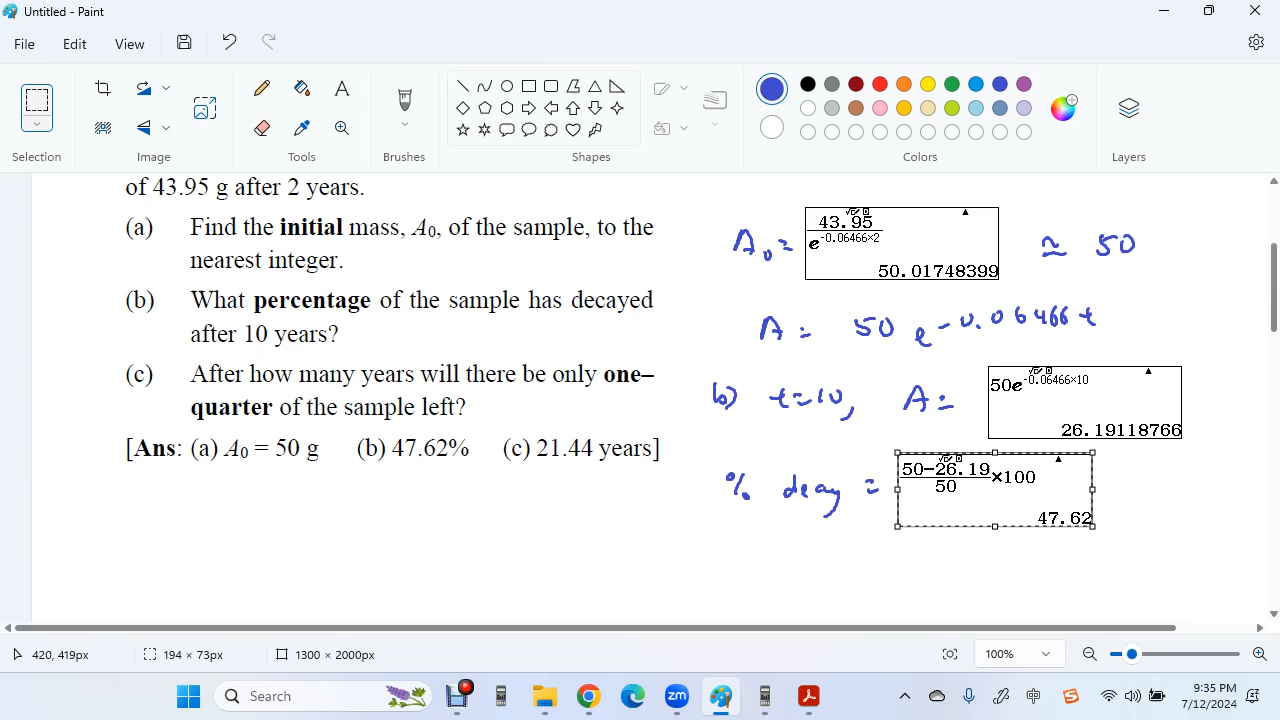 Untitled - Paint
File Edit View
Selection Image Tools Brushes Shapes Colors Layers
of 43.95 g after 2 years.
(a) Find the initial mass, A0, of the sample, to the
nearest integer.
(b) What percentage of the sample has decayed
after 10 years?
(c) After how many years will there be only one–
quarter of the sample left?
[Ans: (a) A0 = 50 g (b) 47.62% (c) 21.44 years]
A0 = 43.95 / e^-0.06466×2
50.01748399 ≃ 50
A = 50 e^-0.06466t
b) t=10, A = 50e^-0.06466×10
26.19118766
% decay = 50−26.19 / 50 ×100
47.62
420, 419px 194 × 73px 1300 × 2000px 100%
Search zm 中 S 9:35 PM
7/12/2024